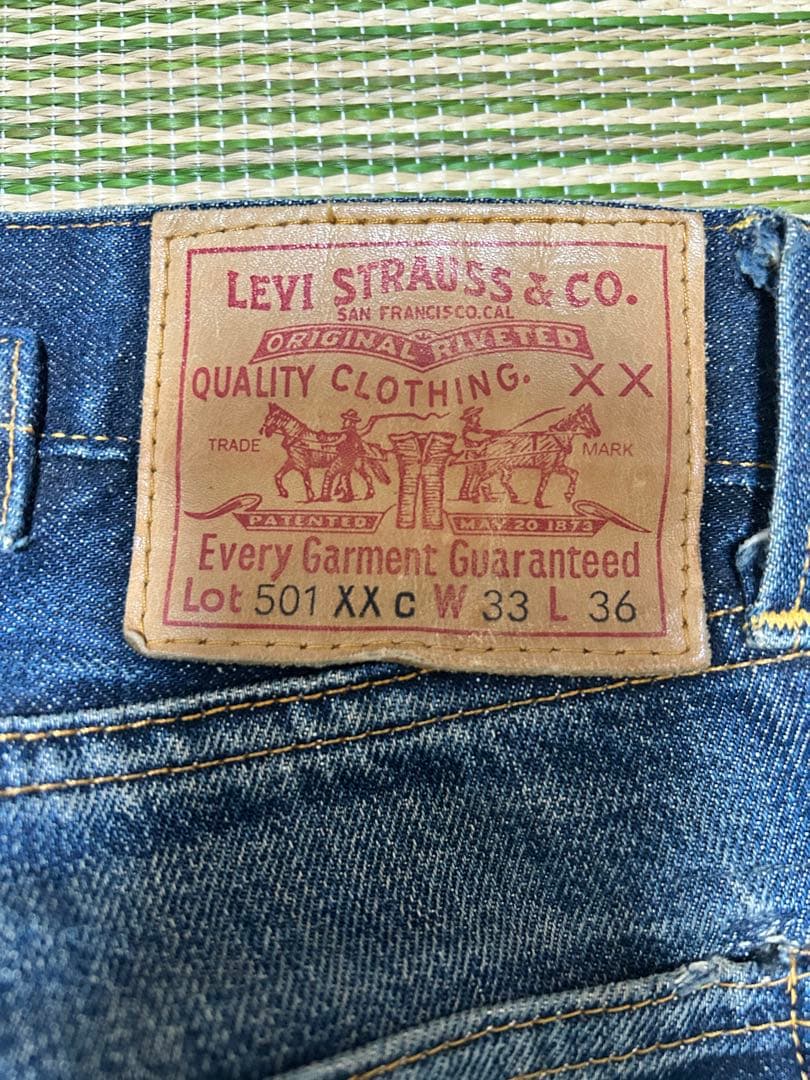 LEVI STRAUSS & CO.
SAN FRANCISCO.CAL
ORIGINAL RIVETED
QUALITY CLOTHING. XX
TRADE MARK
PATENTED MAY 20 1873
Every Garment Guaranteed
Lot 501 XX C W 33 L 36